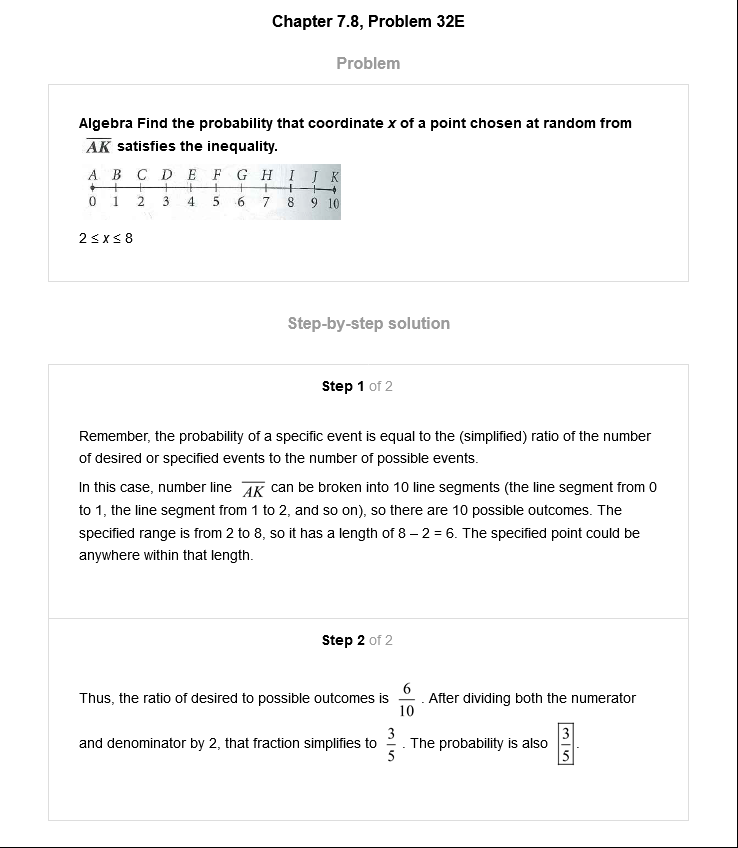 Chapter 7.8, Problem 32E
Problem
Algebra Find the probability that coordinate x of a point chosen at random from
AK satisfies the inequality.
A B C D E F G H I J K
0 1 2 3 4 5 6 7 8 9 10
2 ≤ x ≤ 8
Step-by-step solution
Step 1 of 2
Remember, the probability of a specific event is equal to the (simplified) ratio of the number
of desired or specified events to the number of possible events.
In this case, number line AK can be broken into 10 line segments (the line segment from 0
to 1, the line segment from 1 to 2, and so on), so there are 10 possible outcomes. The
specified range is from 2 to 8, so it has a length of 8 – 2 = 6. The specified point could be
anywhere within that length.
Step 2 of 2
Thus, the ratio of desired to possible outcomes is 6/10. After dividing both the numerator
and denominator by 2, that fraction simplifies to 3/5. The probability is also 3/5.